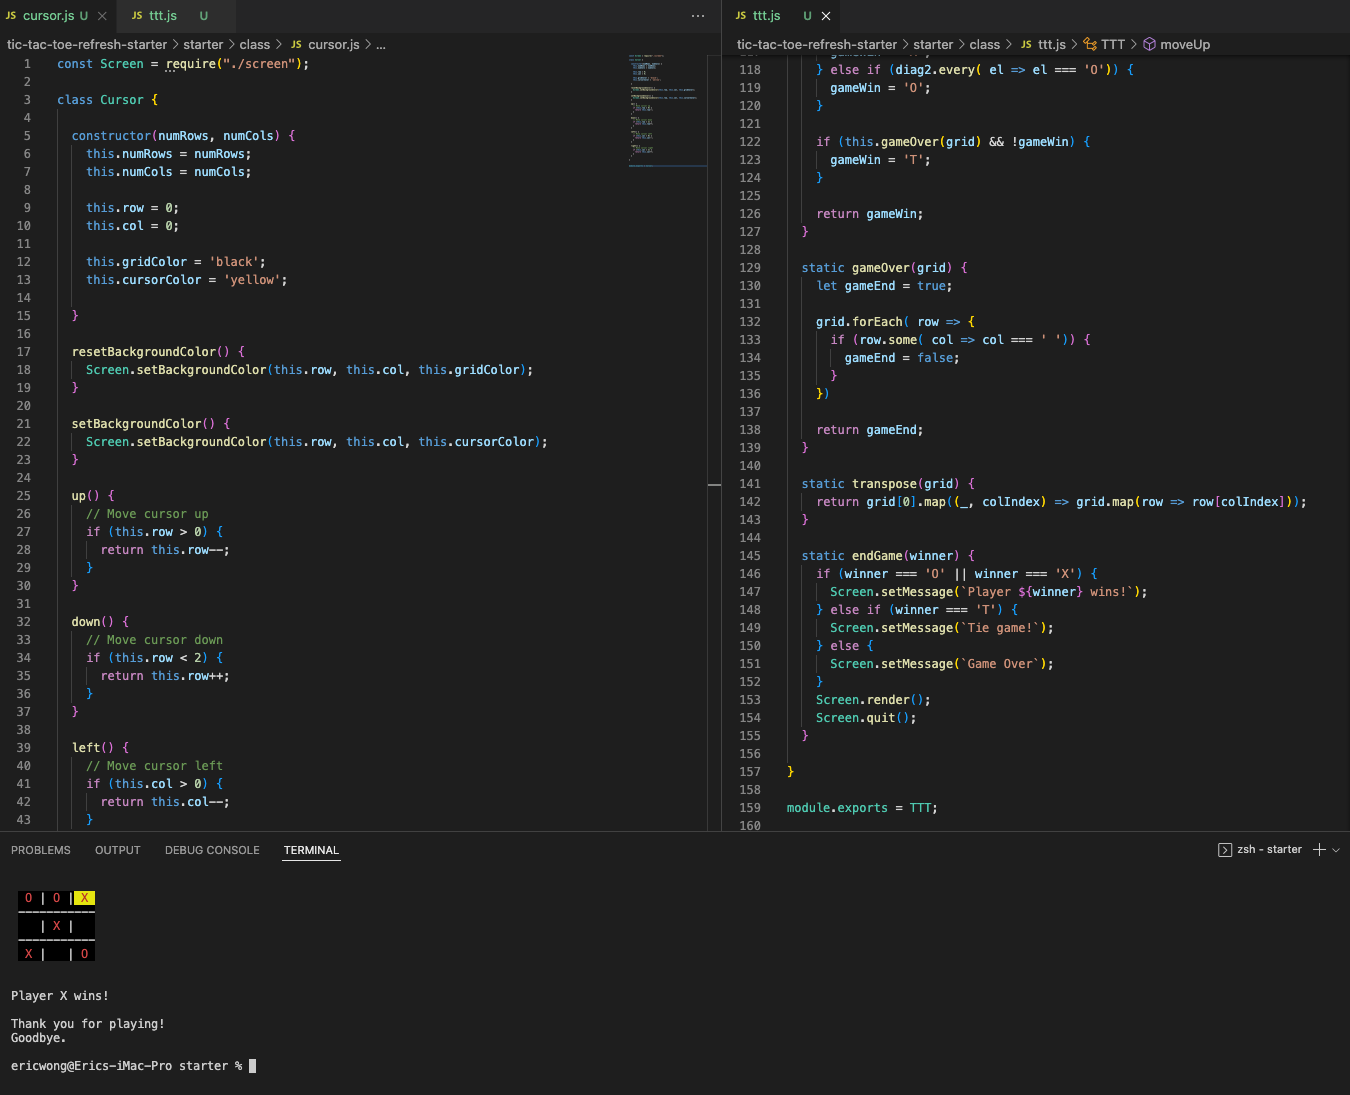 JS cursor.js U ×
JS ttt.js U
...
tic-tac-toe-refresh-starter > starter > class > JS cursor.js > ...
1 const Screen = require("./screen");
2
3 class Cursor {
4
5 constructor(numRows, numCols) {
6 this.numRows = numRows;
7 this.numCols = numCols;
8
9 this.row = 0;
10 this.col = 0;
11
12 this.gridColor = 'black';
13 this.cursorColor = 'yellow';
14
15 }
16
17 resetBackgroundColor() {
18 Screen.setBackgroundColor(this.row, this.col, this.gridColor);
19 }
20
21 setBackgroundColor() {
22 Screen.setBackgroundColor(this.row, this.col, this.cursorColor);
23 }
24
25 up() {
26 // Move cursor up
27 if (this.row > 0) {
28 return this.row--;
29 }
30 }
31
32 down() {
33 // Move cursor down
34 if (this.row < 2) {
35 return this.row++;
36 }
37 }
38
39 left() {
40 // Move cursor left
41 if (this.col > 0) {
42 return this.col--;
43 }
JS ttt.js U ×
tic-tac-toe-refresh-starter > starter > class > JS ttt.js > TTT > moveUp
118 } else if (diag2.every( el => el === 'O')) {
119 gameWin = 'O';
120 }
121
122 if (this.gameOver(grid) && !gameWin) {
123 gameWin = 'T';
124 }
125
126 return gameWin;
127 }
128
129 static gameOver(grid) {
130 let gameEnd = true;
131
132 grid.forEach( row => {
133 if (row.some( col => col === ' ')) {
134 gameEnd = false;
135 }
136 })
137
138 return gameEnd;
139 }
140
141 static transpose(grid) {
142 return grid[0].map((_, colIndex) => grid.map(row => row[colIndex]));
143 }
144
145 static endGame(winner) {
146 if (winner === 'O' || winner === 'X') {
147 Screen.setMessage(`Player ${winner} wins!`);
148 } else if (winner === 'T') {
149 Screen.setMessage(`Tie game!`);
150 } else {
151 Screen.setMessage(`Game Over`);
152 }
153 Screen.render();
154 Screen.quit();
155 }
156
157 }
158
159 module.exports = TTT;
160
PROBLEMS OUTPUT DEBUG CONSOLE TERMINAL
zsh - starter
O | O | X
-----------
| X |
-----------
X | | O
Player X wins!
Thank you for playing!
Goodbye.
ericwong@Erics-iMac-Pro starter %